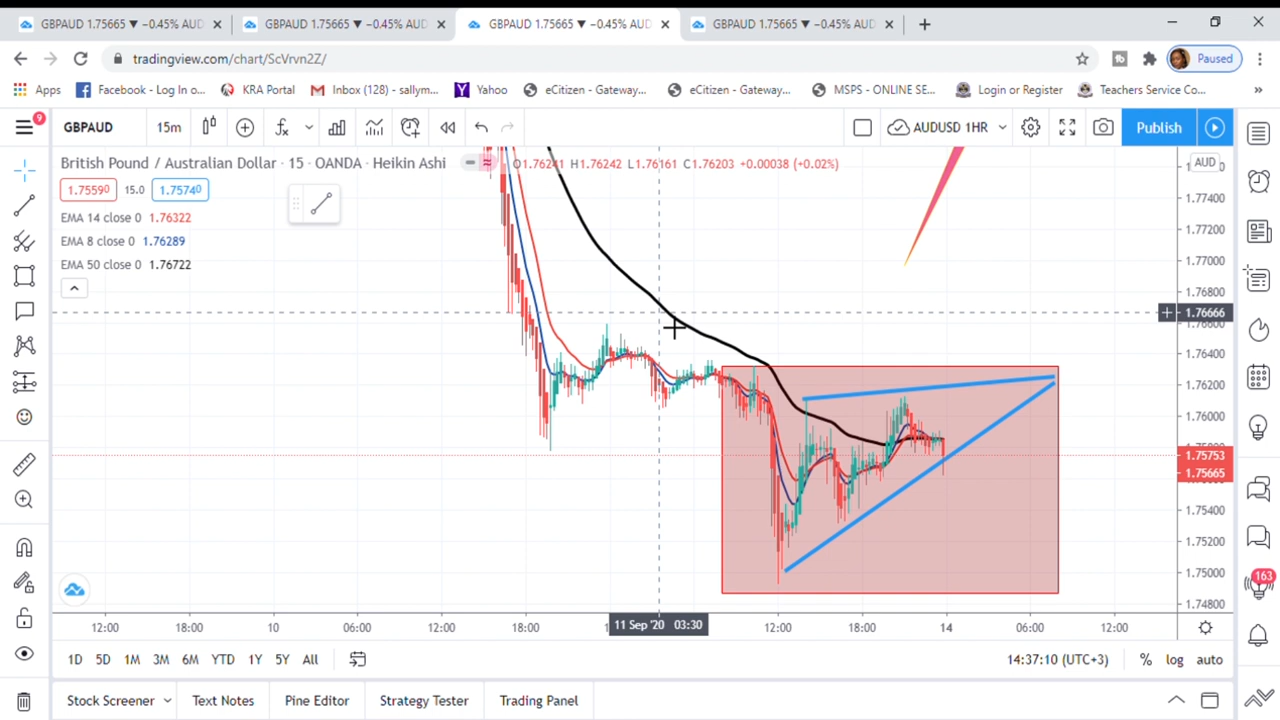 GBPAUD 1.75665 ▼ −0.45% AUD
GBPAUD 1.75665 ▼ −0.45% AUD
GBPAUD 1.75665 ▼ −0.45% AUD
GBPAUD 1.75665 ▼ −0.45% AUD
tradingview.com/chart/ScVrvn2Z/
Paused
Apps
Facebook - Log In o...
KRA Portal
Inbox (128) - sallym...
Yahoo
eCitizen - Gateway...
eCitizen - Gateway...
MSPS - ONLINE SE...
Login or Register
Teachers Service Co...
»
9
GBPAUD
15m
AUDUSD 1HR
Publish
British Pound / Australian Dollar · 15 · OANDA · Heikin Ashi
O1.76241 H1.76242 L1.76161 C1.76203 +0.00038 (+0.02%)
AUD
1.75590 15.0 1.75740
EMA 14 close 0 1.76322
EMA 8 close 0 1.76289
EMA 50 close 0 1.76722
1.77400
1.77200
1.77000
1.76800
1.76666
1.76400
1.76200
1.76000
1.75753
1.75665
1.75400
1.75200
1.75000
1.74800
163
12:00
18:00
10
06:00
12:00
18:00
11 Sep '20 03:30
12:00
18:00
14
06:00
12:00
1D
5D
1M
3M
6M
YTD
1Y
5Y
All
14:37:10 (UTC+3)
%
log
auto
Stock Screener
Text Notes
Pine Editor
Strategy Tester
Trading Panel